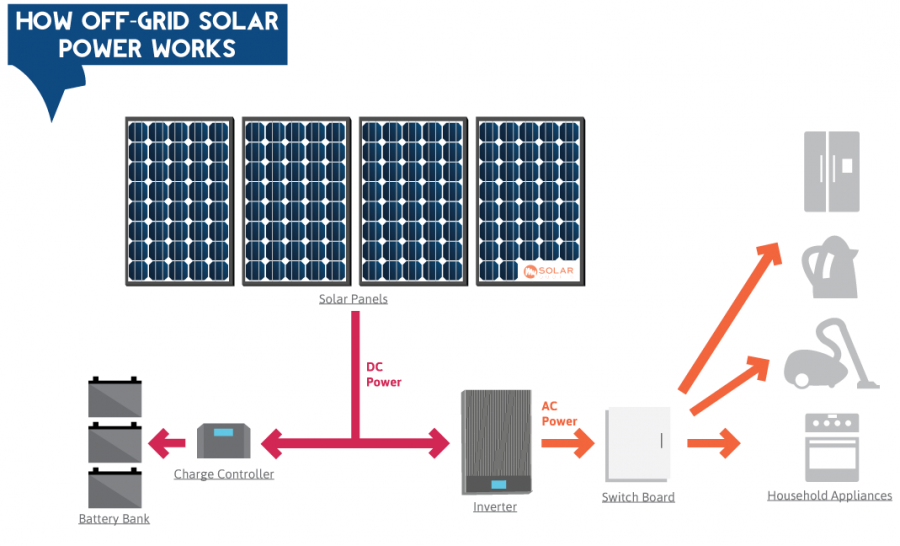 HOW OFF-GRID SOLAR
POWER WORKS
SOLAR
Solar Panels
DC
Power
AC
Power
Charge Controller
Battery Bank
Inverter
Switch Board
Household Appliances